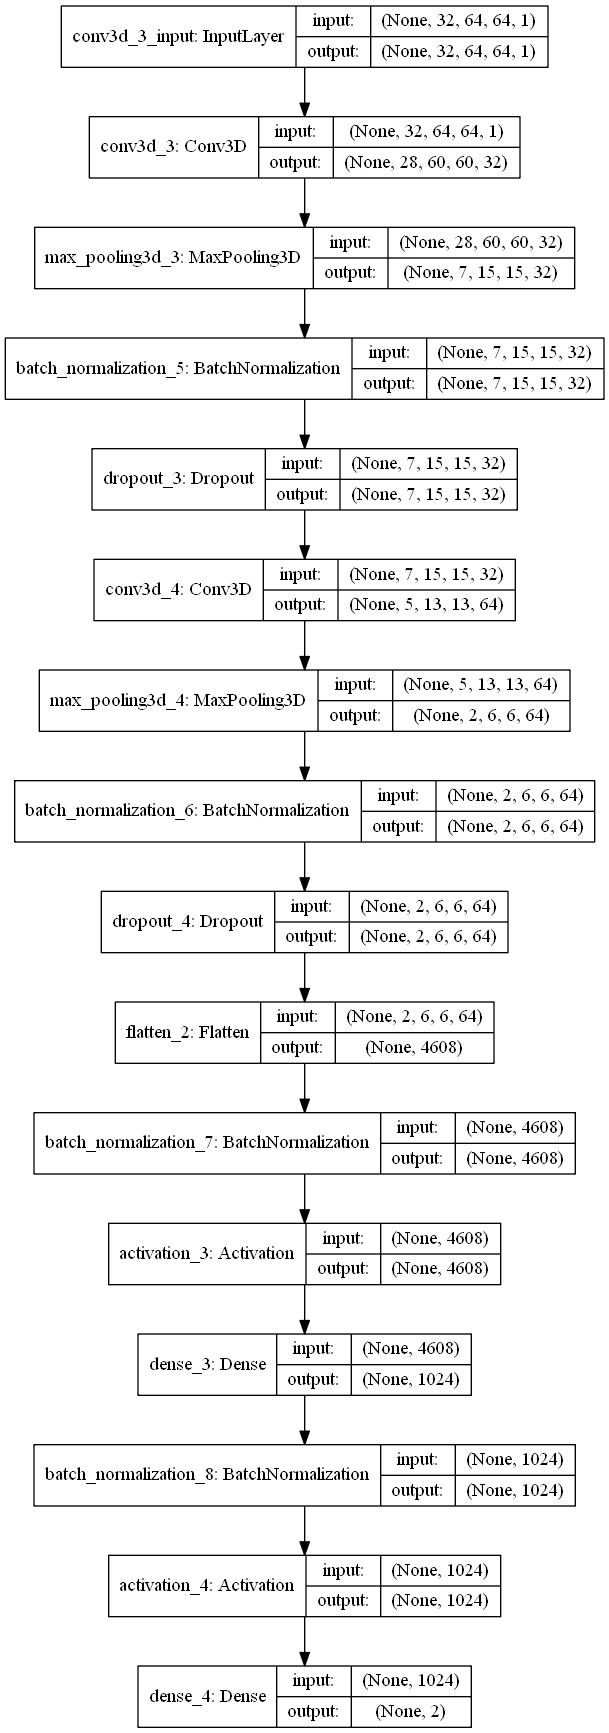 conv3d_3_input: InputLayer
input:
(None, 32, 64, 64, 1)
output:
(None, 32, 64, 64, 1)
conv3d_3: Conv3D
input:
(None, 32, 64, 64, 1)
output:
(None, 28, 60, 60, 32)
max_pooling3d_3: MaxPooling3D
input:
(None, 28, 60, 60, 32)
output:
(None, 7, 15, 15, 32)
batch_normalization_5: BatchNormalization
input:
(None, 7, 15, 15, 32)
output:
(None, 7, 15, 15, 32)
dropout_3: Dropout
input:
(None, 7, 15, 15, 32)
output:
(None, 7, 15, 15, 32)
conv3d_4: Conv3D
input:
(None, 7, 15, 15, 32)
output:
(None, 5, 13, 13, 64)
max_pooling3d_4: MaxPooling3D
input:
(None, 5, 13, 13, 64)
output:
(None, 2, 6, 6, 64)
batch_normalization_6: BatchNormalization
input:
(None, 2, 6, 6, 64)
output:
(None, 2, 6, 6, 64)
dropout_4: Dropout
input:
(None, 2, 6, 6, 64)
output:
(None, 2, 6, 6, 64)
flatten_2: Flatten
input:
(None, 2, 6, 6, 64)
output:
(None, 4608)
batch_normalization_7: BatchNormalization
input:
(None, 4608)
output:
(None, 4608)
activation_3: Activation
input:
(None, 4608)
output:
(None, 4608)
dense_3: Dense
input:
(None, 4608)
output:
(None, 1024)
batch_normalization_8: BatchNormalization
input:
(None, 1024)
output:
(None, 1024)
activation_4: Activation
input:
(None, 1024)
output:
(None, 1024)
dense_4: Dense
input:
(None, 1024)
output:
(None, 2)